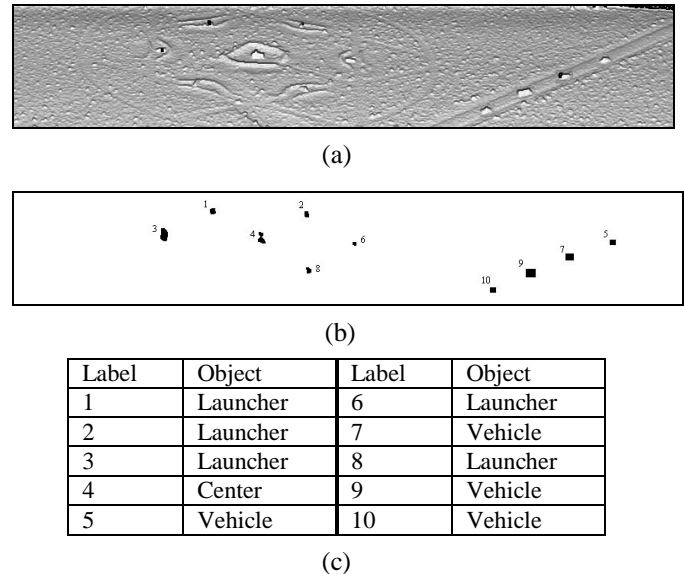 (a)
1
2
3
4
5
6
7
8
9
10
(b)
Label Object Label Object
1 Launcher 6 Launcher
2 Launcher 7 Vehicle
3 Launcher 8 Launcher
4 Center 9 Vehicle
5 Vehicle 10 Vehicle
(c)